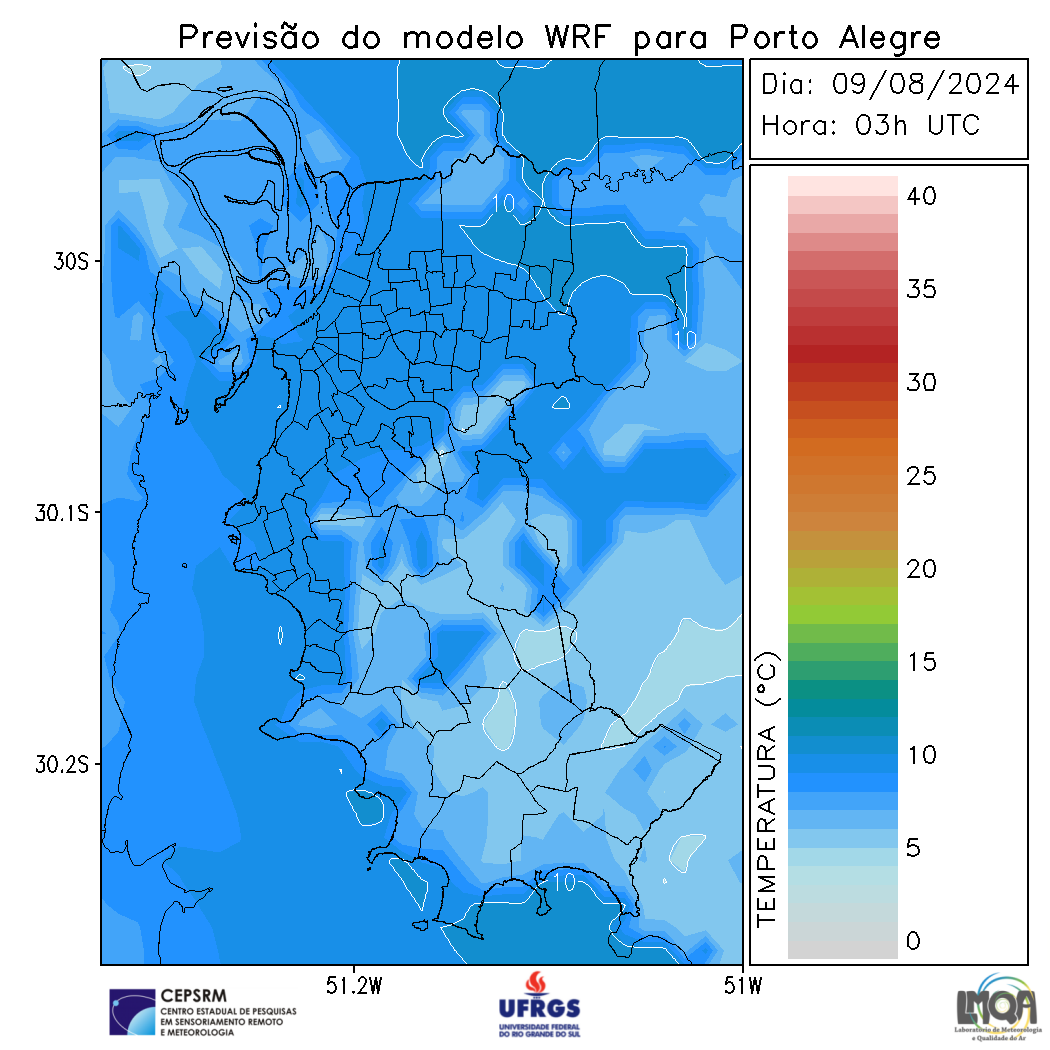 Previsão do modelo WRF para Porto Alegre
Dia: 09/08/2024
Hora: 03h UTC
40
35
30
25
20
15
10
5
0
TEMPERATURA (°C)
30S
30.1S
30.2S
51.2W
51W
10
10
10
CEPSRM
CENTRO ESTADUAL DE PESQUISAS
EM SENSORIAMENTO REMOTO
E METEOROLOGIA
UFRGS
UNIVERSIDADE FEDERAL
DO RIO GRANDE DO SUL
LMQA
Laboratório de Meteorologia
e Qualidade do Ar